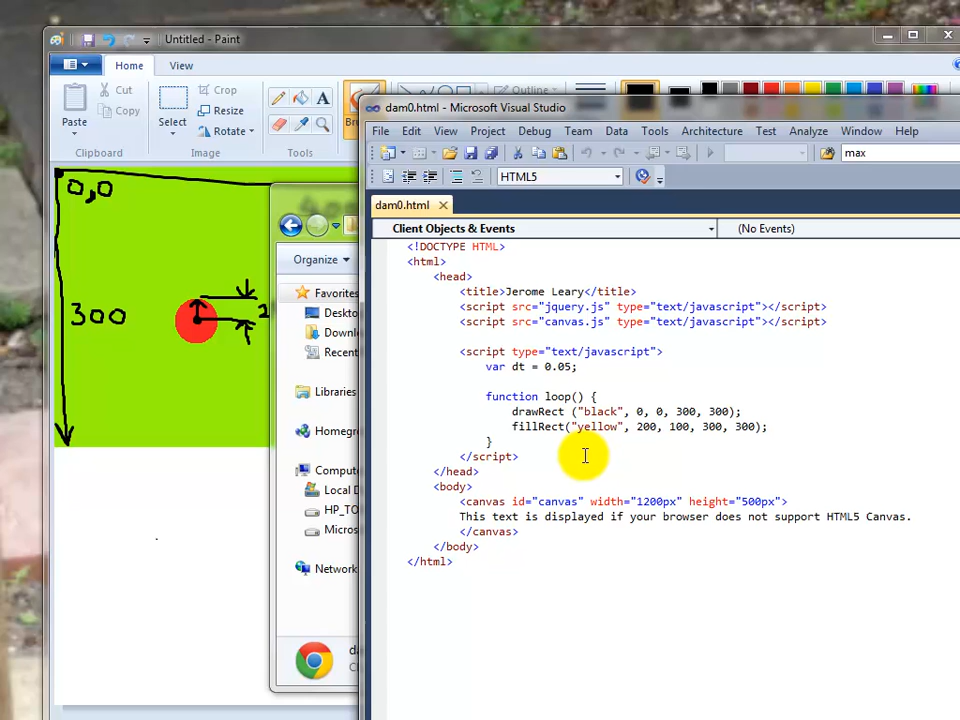 Untitled - Paint
Home View
Cut
Copy
Paste
Clipboard
Select
Crop
Resize
Rotate
Image
A
Tools
Outline
0,0
300
Organize
Favorites
Deskto
Downl
Recent
Libraries
Homegr
Compute
Local D
HP_TO
Micros
Network
dam0.html - Microsoft Visual Studio
File Edit View Project Debug Team Data Tools Architecture Test Analyze Window Help
max
HTML5
dam0.html
Client Objects & Events (No Events)
<!DOCTYPE HTML>
<html>
<head>
<title>Jerome Leary</title>
<script src="jquery.js" type="text/javascript"></script>
<script src="canvas.js" type="text/javascript"></script>
<script type="text/javascript">
var dt = 0.05;
function loop() {
drawRect ("black", 0, 0, 300, 300);
fillRect("yellow", 200, 100, 300, 300);
}
</script>
</head>
<body>
<canvas id="canvas" width="1200px" height="500px">
This text is displayed if your browser does not support HTML5 Canvas.
</canvas>
</body>
</html>